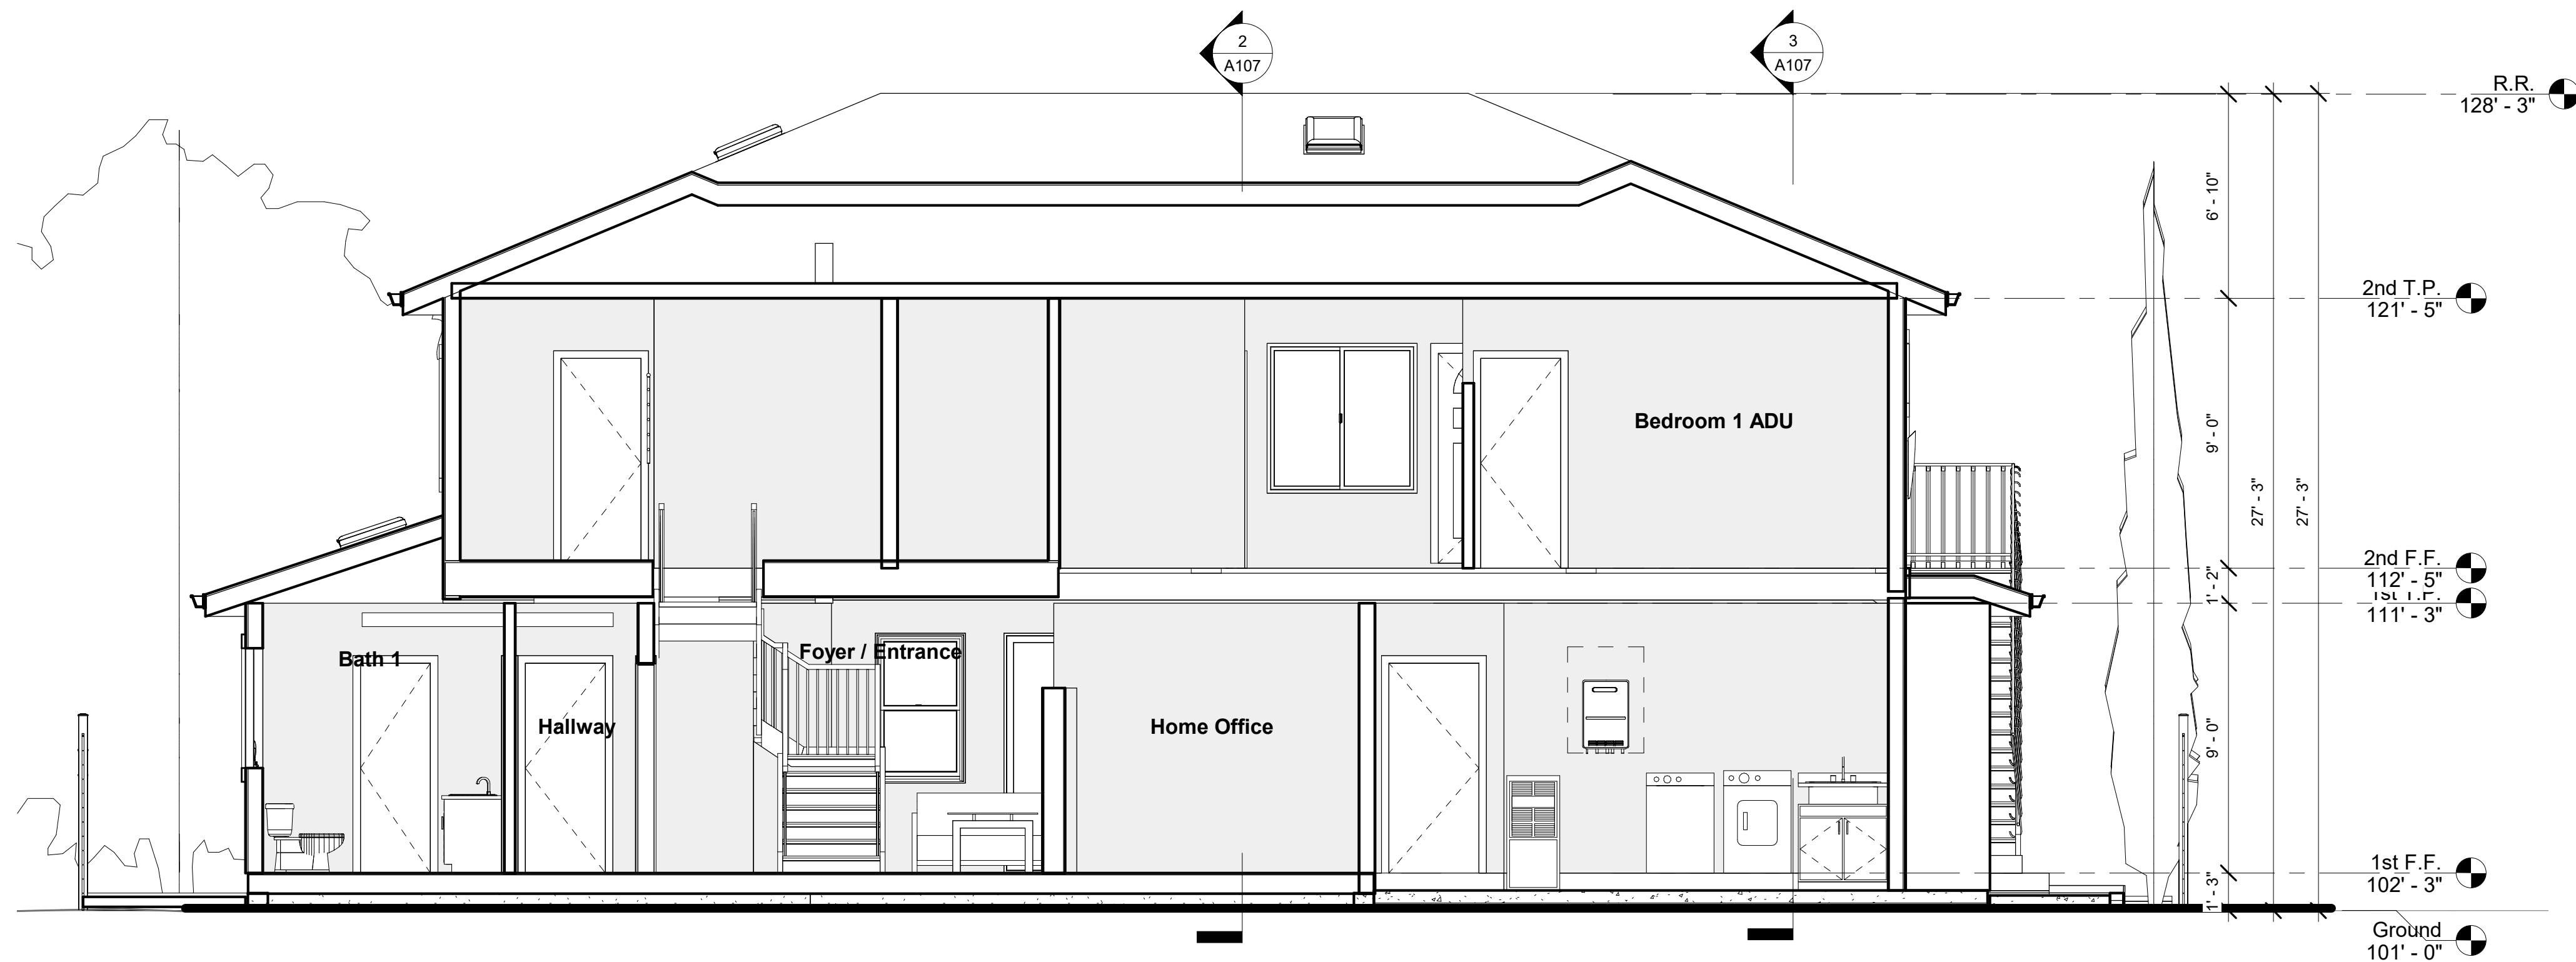 2
A107
3
A107
R.R.
128' - 3"
6' - 10"
2nd T.P.
121' - 5"
Bedroom 1 ADU
9' - 0"
27' - 3"
27' - 3"
2nd F.F.
112' - 5"
1' - 2"
1st T.P.
111' - 3"
Bath 1
Foyer / Entrance
Hallway
Home Office
9' - 0"
1st F.F.
102' - 3"
1' - 3"
Ground
101' - 0"